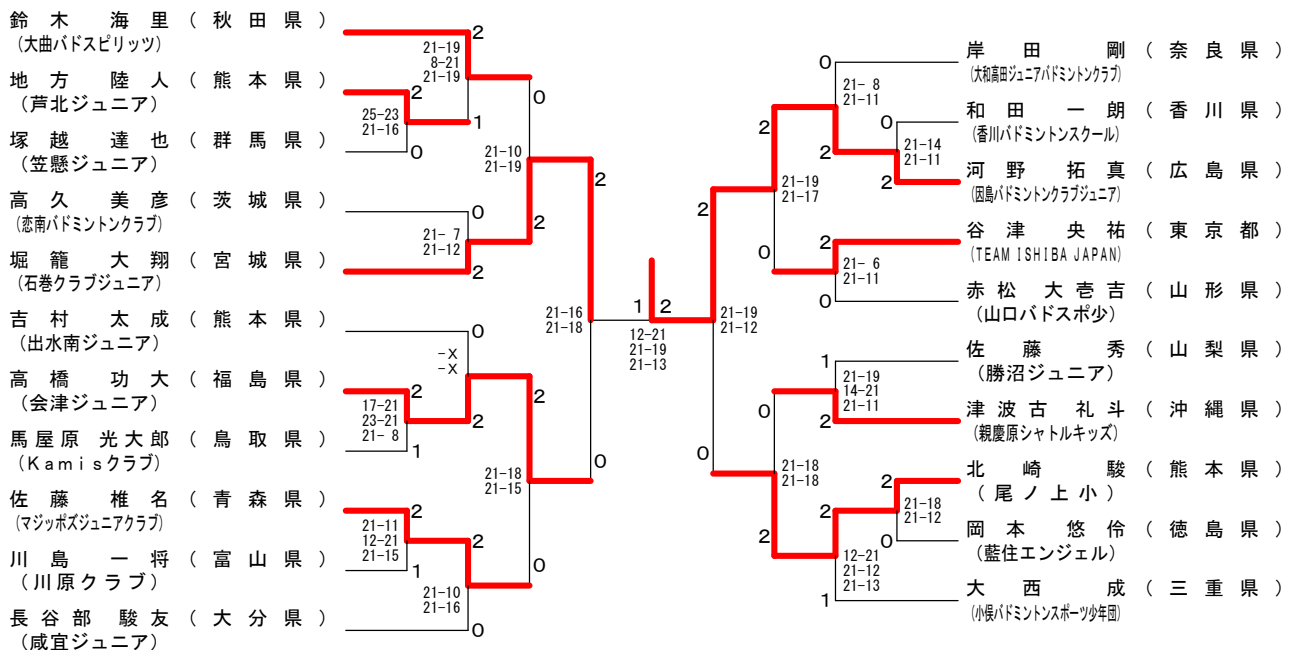 鈴木 海里 (秋田県)
(大曲バドスピリッツ)
地方 陸人 (熊本県)
(芦北ジュニア)
塚越 達也 (群馬県)
(笠懸ジュニア)
高久 美彦 (茨城県)
(恋南バドミントンクラブ)
堀籠 大翔 (宮城県)
(石巻クラブジュニア)
吉村 太成 (熊本県)
(出水南ジュニア)
高橋 功大 (福島県)
(会津ジュニア)
馬屋原 光大郎 (鳥取県)
(Kamisクラブ)
佐藤 椎名 (青森県)
(マジッポズジュニアクラブ)
川島 一将 (富山県)
(川原クラブ)
長谷部 駿友 (大分県)
(咸宜ジュニア)
2
21-19
8-21
21-19
2
25-23
21-16
1
0
0
21-10
21-19
2
0
21-7
21-12
2
2
21-16
21-18
0
-X
-X
2
17-21
23-21
21-8
2
1
2
21-18
21-15
0
2
21-11
12-21
21-15
2
1
21-10
21-16
0
0
1
2
12-21
21-19
21-13
2
21-19
21-12
0
2
21-19
21-17
0
0
21-8
21-11
2
0
21-14
21-11
2
2
21-6
21-11
0
1
21-19
14-21
21-11
2
0
21-18
21-18
2
2
21-18
21-12
2
0
12-21
21-12
21-13
1
岸田 剛 (奈良県)
(大和高田ジュニアバドミントンクラブ)
和田 一朗 (香川県)
(香川バドミントンスクール)
河野 拓真 (広島県)
(因島バドミントンクラブジュニア)
谷津 央祐 (東京都)
(TEAM ISHIBA JAPAN)
赤松 大壱吉 (山形県)
(山口バドスポ少)
佐藤 秀 (山梨県)
(勝沼ジュニア)
津波古 礼斗 (沖縄県)
(親慶原シャトルキッズ)
北崎 駿 (熊本県)
(尾ノ上小)
岡本 悠伶 (徳島県)
(藍住エンジェル)
大西 成 (三重県)
(小俣バドミントンスポーツ少年団)